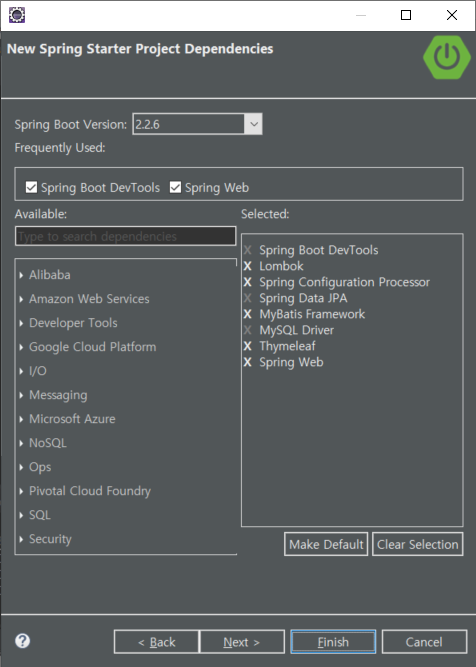 New Spring Starter Project Dependencies
Spring Boot Version: 2.2.6
Frequently Used:
Spring Boot DevTools Spring Web
Available:
Type to search dependencies
Alibaba
Amazon Web Services
Developer Tools
Google Cloud Platform
I/O
Messaging
Microsoft Azure
NoSQL
Ops
Pivotal Cloud Foundry
SQL
Security
Selected:
X Spring Boot DevTools
X Lombok
X Spring Configuration Processor
X Spring Data JPA
X MyBatis Framework
X MySQL Driver
X Thymeleaf
X Spring Web
Make Default Clear Selection
? < Back Next > Finish Cancel